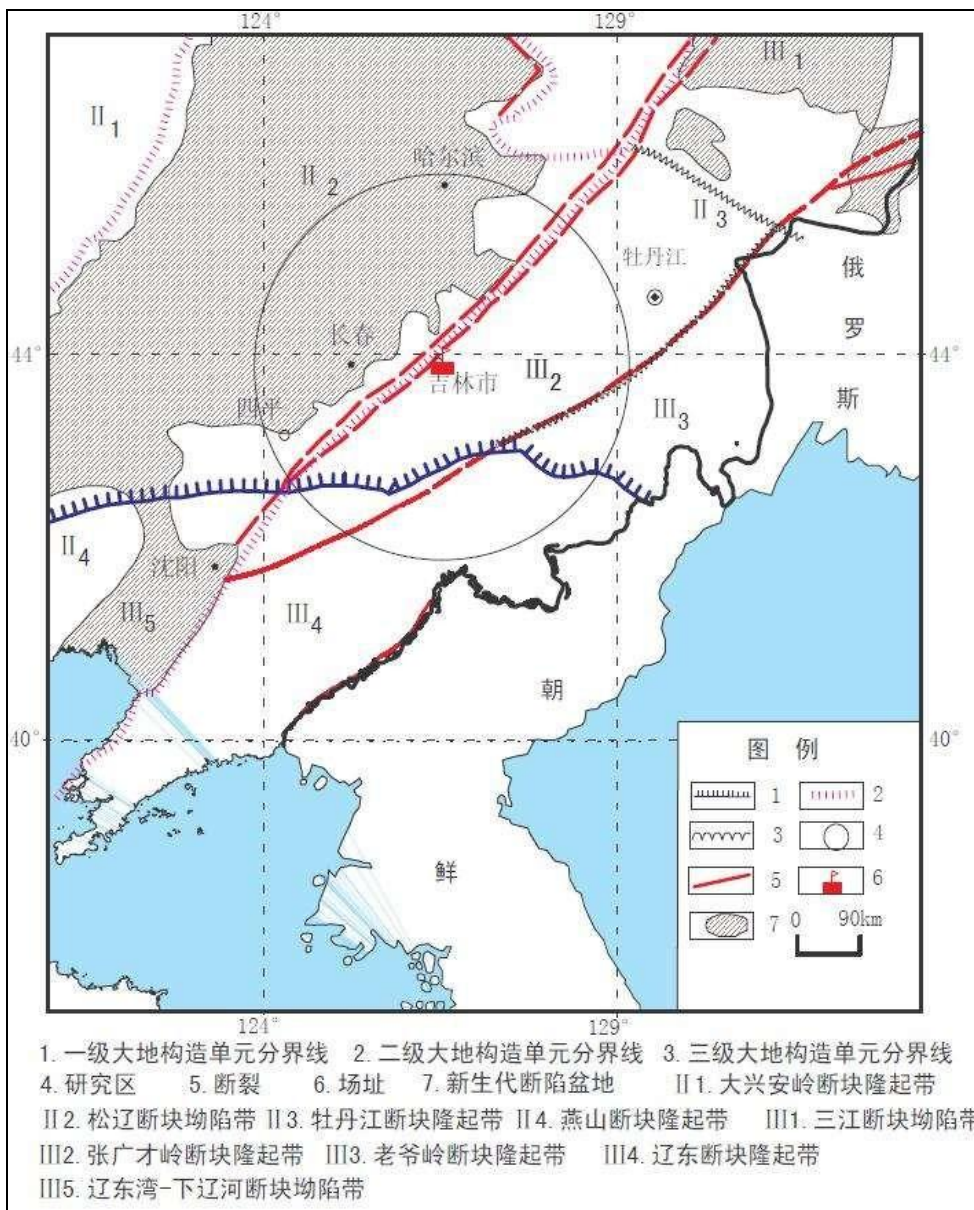 124° 129°
III1
II1
哈尔滨
II2
II3
牡丹江
俄
罗
斯
长春
44° 44°
吉林市
III2
四平
III3
II4
沈阳
III5
III4
朝
40° 40°
鲜
图 例
1 2
3 4
5 6
7 0 90km
124° 129°
1. 一级大地构造单元分界线 2. 二级大地构造单元分界线 3. 三级大地构造单元分界线
4. 研究区 5. 断裂 6. 场址 7. 新生代断陷盆地 II1. 大兴安岭断块隆起带
II2. 松辽断块坳陷带 II3. 牡丹江断块隆起带 II4. 燕山断块隆起带 III1. 三江断块坳陷带
III2. 张广才岭断块隆起带 III3. 老爷岭断块隆起带 III4. 辽东断块隆起带
III5. 辽东湾-下辽河断块坳陷带